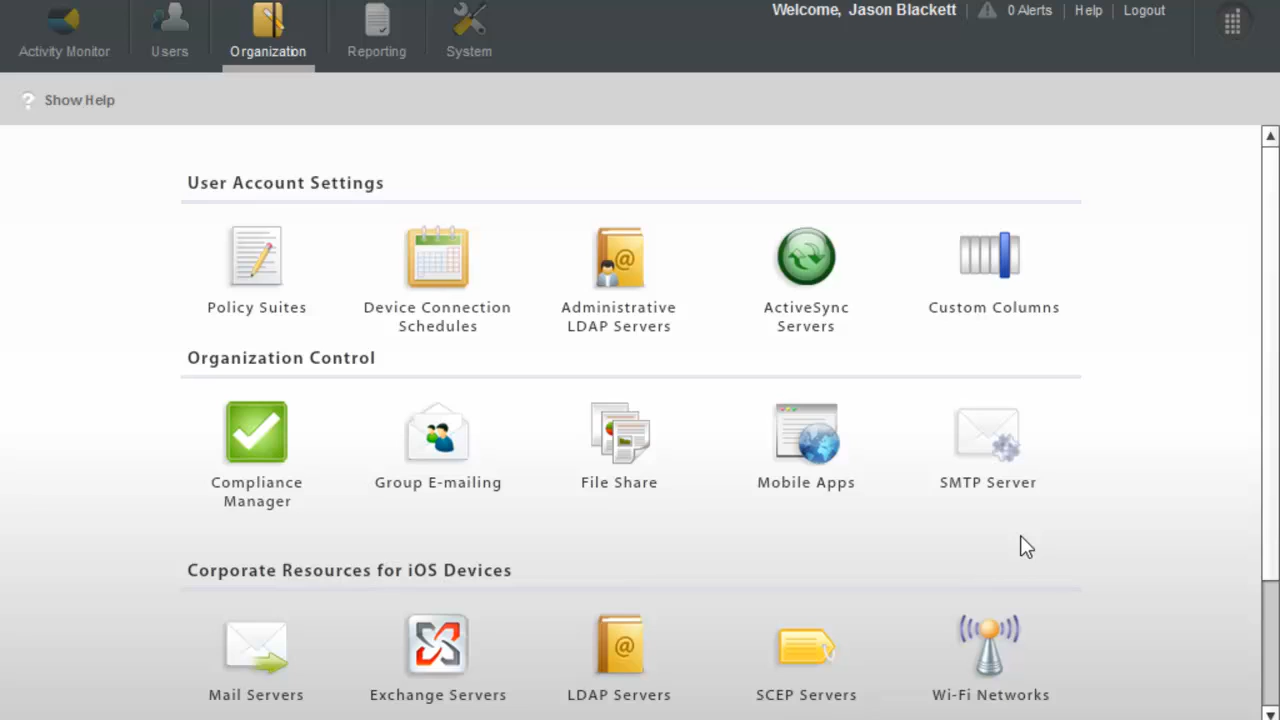 Welcome, Jason Blackett
0 Alerts
Help
Logout
Activity Monitor
Users
Organization
Reporting
System
? Show Help
User Account Settings
Policy Suites
Device Connection
Schedules
Administrative
LDAP Servers
ActiveSync
Servers
Custom Columns
Organization Control
Compliance
Manager
Group E-mailing
File Share
Mobile Apps
SMTP Server
Corporate Resources for iOS Devices
Mail Servers
Exchange Servers
LDAP Servers
SCEP Servers
Wi-Fi Networks